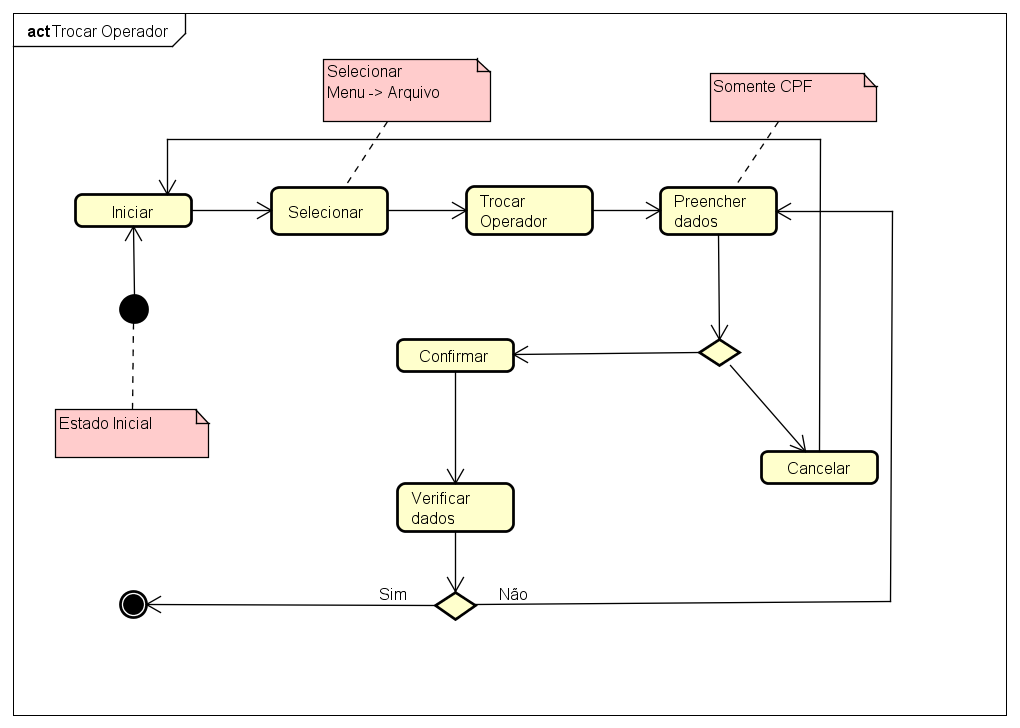 act Trocar Operador
Selecionar
Menu -> Arquivo
Somente CPF
Iniciar
Selecionar
Trocar
Operador
Preencher
dados
Confirmar
Estado Inicial
Cancelar
Verificar
dados
Sim
Não